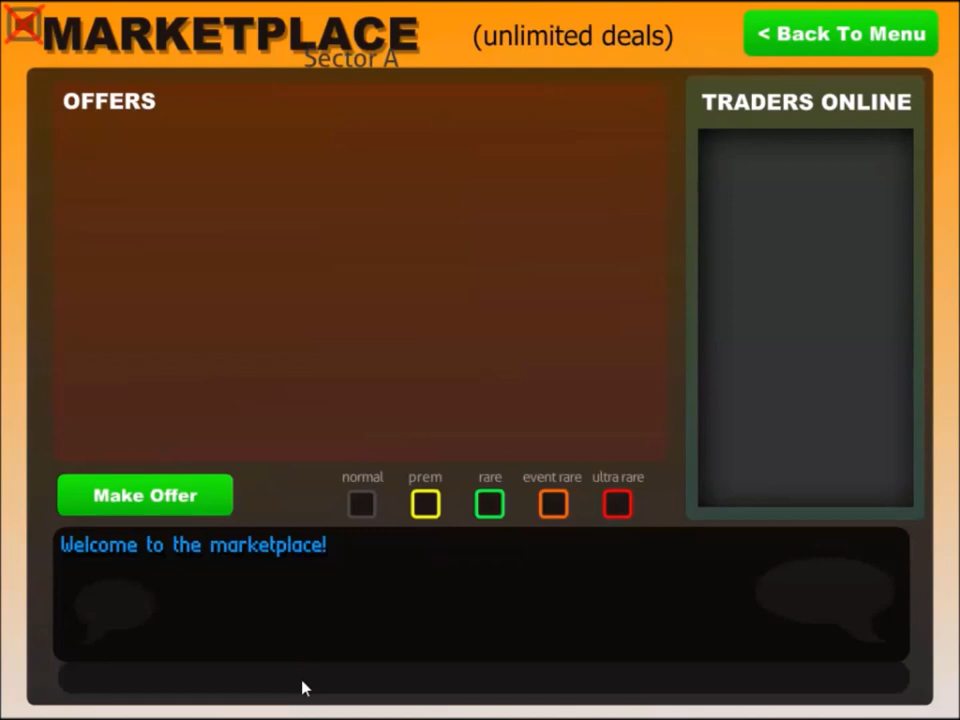 MARKETPLACE
Sector A
(unlimited deals)
< Back To Menu
OFFERS
TRADERS ONLINE
Make Offer
normal
prem
rare
event rare
ultra rare
Welcome to the marketplace!